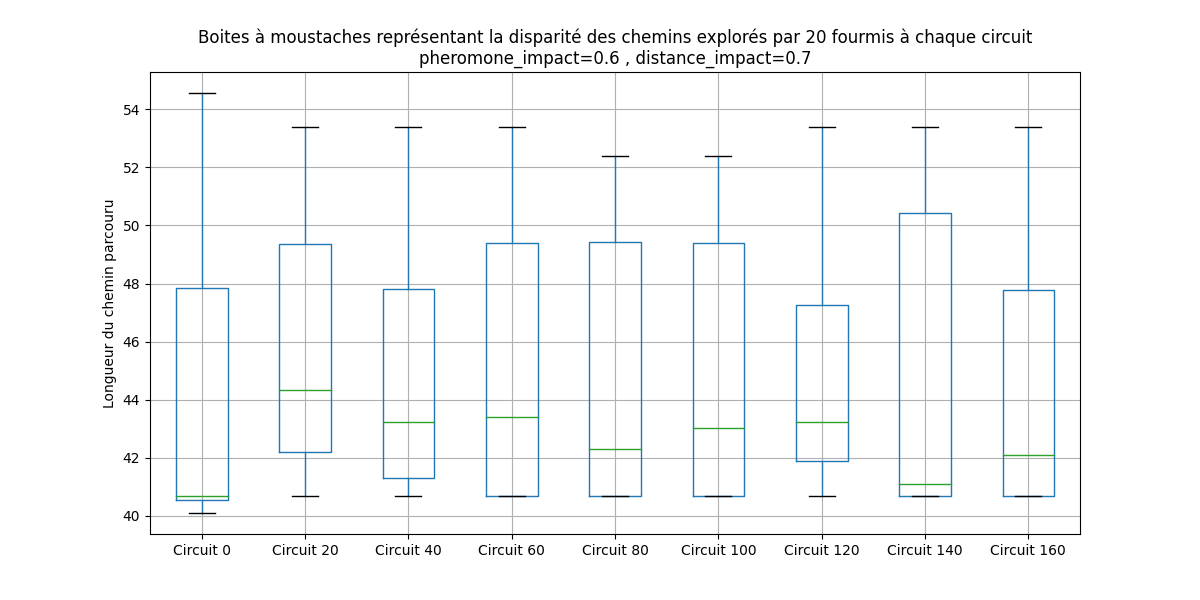 Boites à moustaches représentant la disparité des chemins explorés par 20 fourmis à chaque circuit
pheromone_impact=0.6 , distance_impact=0.7
Longueur du chemin parcouru
54
52
50
48
46
44
42
40
Circuit 0 Circuit 20 Circuit 40 Circuit 60 Circuit 80 Circuit 100 Circuit 120 Circuit 140 Circuit 160